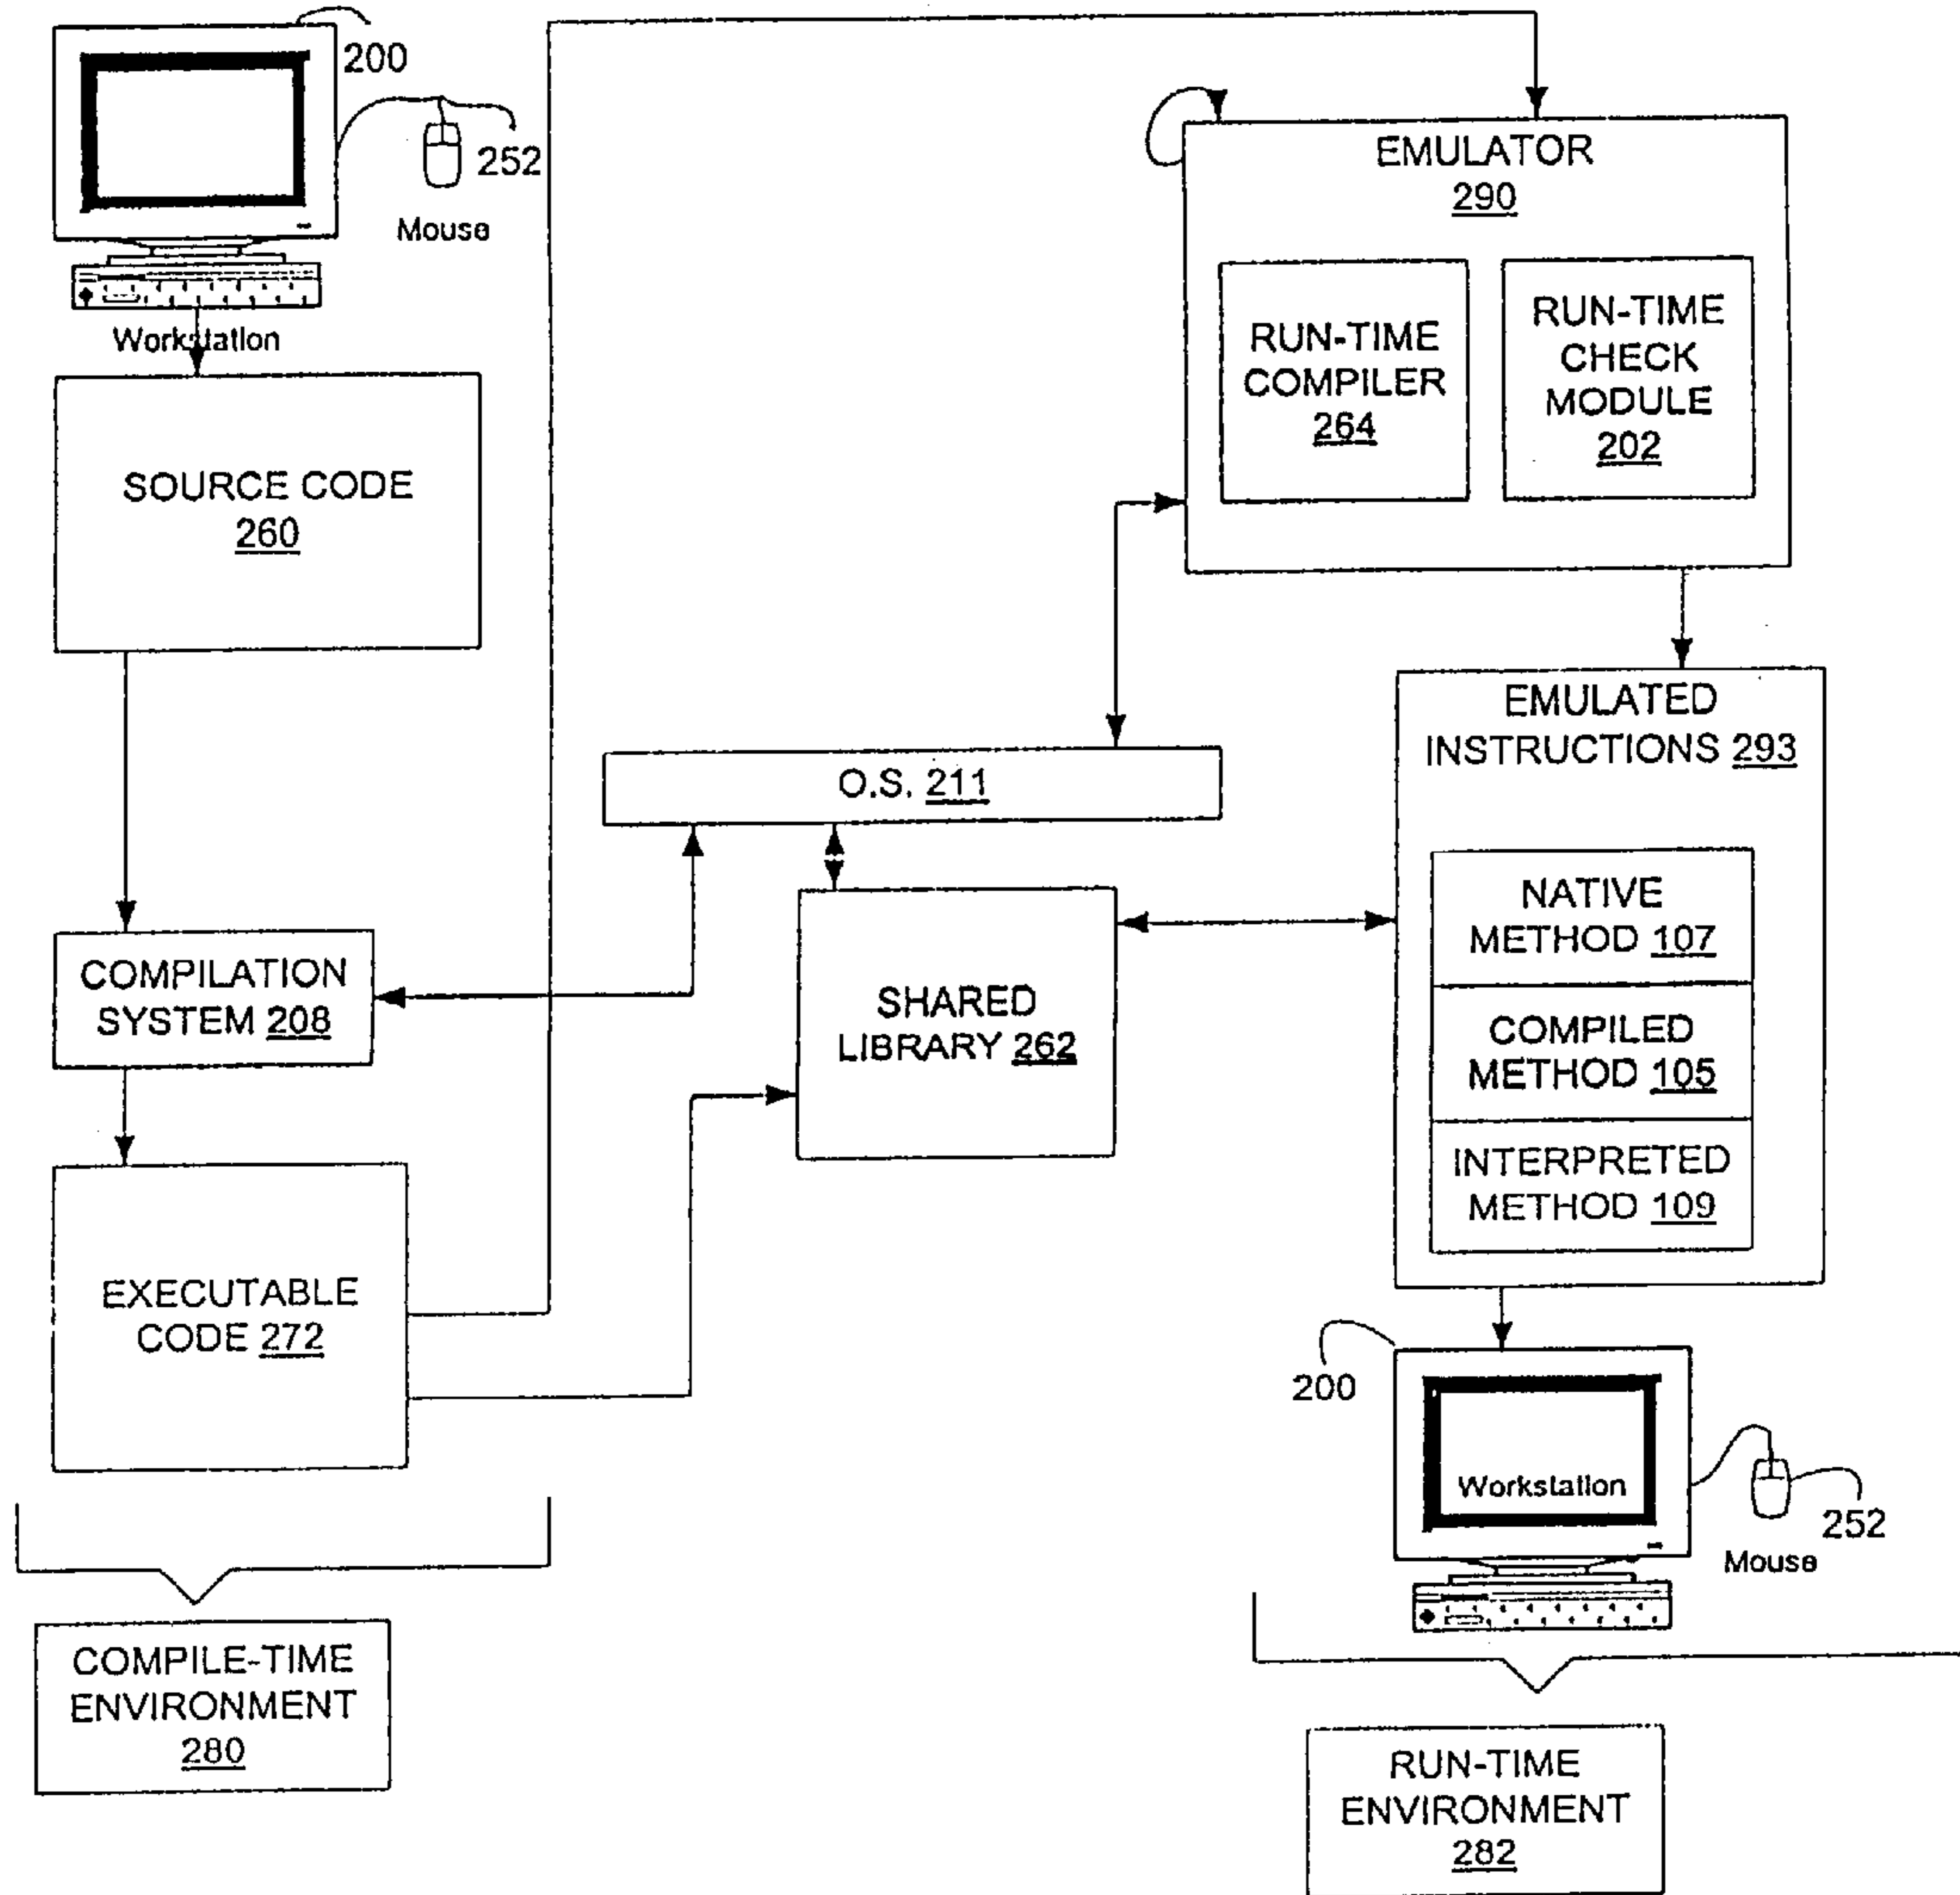 200
252
Mouse
Workstation
SOURCE CODE
260
COMPILATION
SYSTEM 208
EXECUTABLE
CODE 272
COMPILE-TIME
ENVIRONMENT
280
O.S. 211
SHARED
LIBRARY 262
EMULATOR
290
RUN-TIME
COMPILER
264
RUN-TIME
CHECK
MODULE
202
EMULATED
INSTRUCTIONS 293
NATIVE
METHOD 107
COMPILED
METHOD 105
INTERPRETED
METHOD 109
200
Workstation
252
Mouse
RUN-TIME
ENVIRONMENT
282